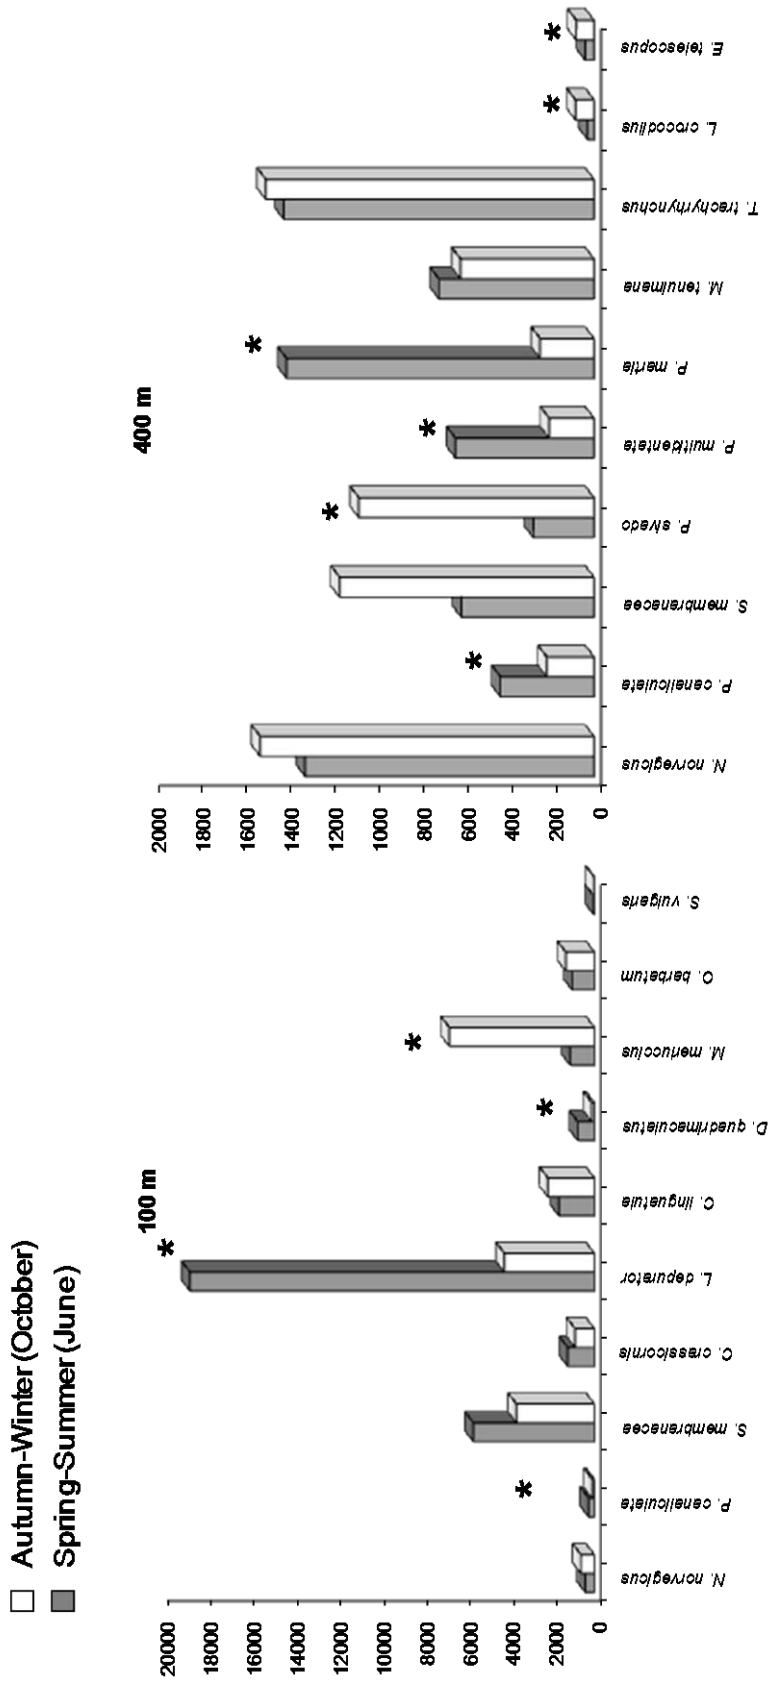 Autumn-Winter (October)
Spring-Summer (June)
100 m
*
*
*
*
20000
18000
16000
14000
12000
10000
8000
6000
4000
2000
0
N. norvegicus
P. canaliculata
S. membranacea
C. crassicornis
L. depurator
C. linguatula
D. quadrimaculatus
M. merluccius
O. barbatum
S. vulgaris
400 m
*
*
*
*
*
*
2000
1800
1600
1400
1200
1000
800
600
400
200
0
N. norvegicus
P. canaliculata
S. membranacea
P. sivado
P. multidentata
P. martia
M. tenuimana
T. trachyrhynchus
L. crocodilus
E. telescopus